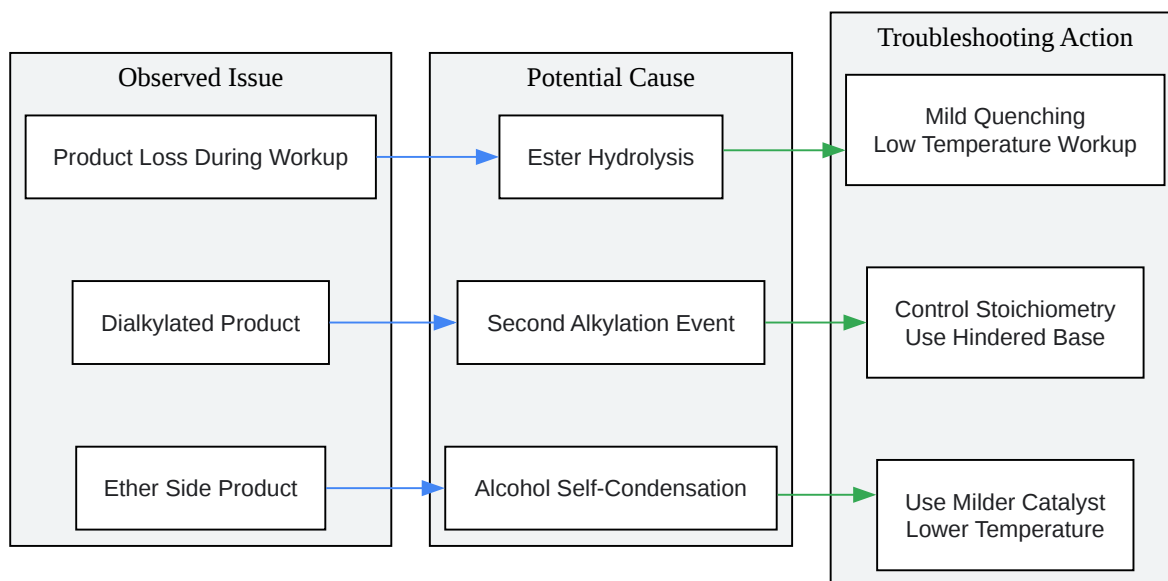 Observed Issue
Product Loss During Workup
Dialkylated Product
Ether Side Product
Potential Cause
Ester Hydrolysis
Second Alkylation Event
Alcohol Self-Condensation
Troubleshooting Action
Mild Quenching
Low Temperature Workup
Control Stoichiometry
Use Hindered Base
Use Milder Catalyst
Lower Temperature